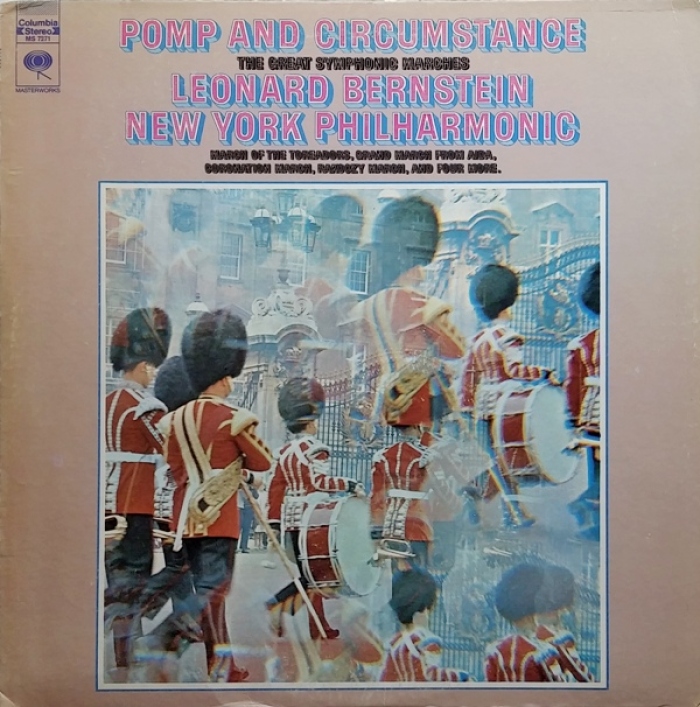 Columbia
Stereo
MS 7271
MASTERWORKS
POMP AND CIRCUMSTANCE
THE GREAT SYMPHONIC MARCHES
LEONARD BERNSTEIN
NEW YORK PHILHARMONIC
MARCH OF THE TOREADORS, GRAND MARCH FROM AIDA,
CORONATION MARCH, RAKOCZY MARCH, AND FOUR MORE.